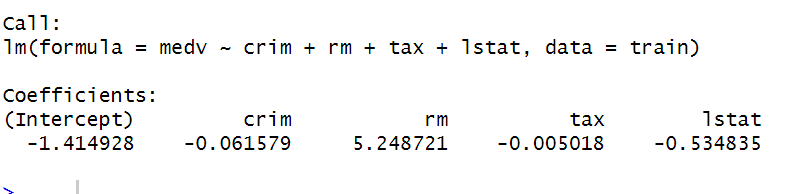 Call:
lm(formula = medv ~ crim + rm + tax + lstat, data = train)
Coefficients:
(Intercept) crim rm tax lstat
-1.414928 -0.061579 5.248721 -0.005018 -0.534835
>